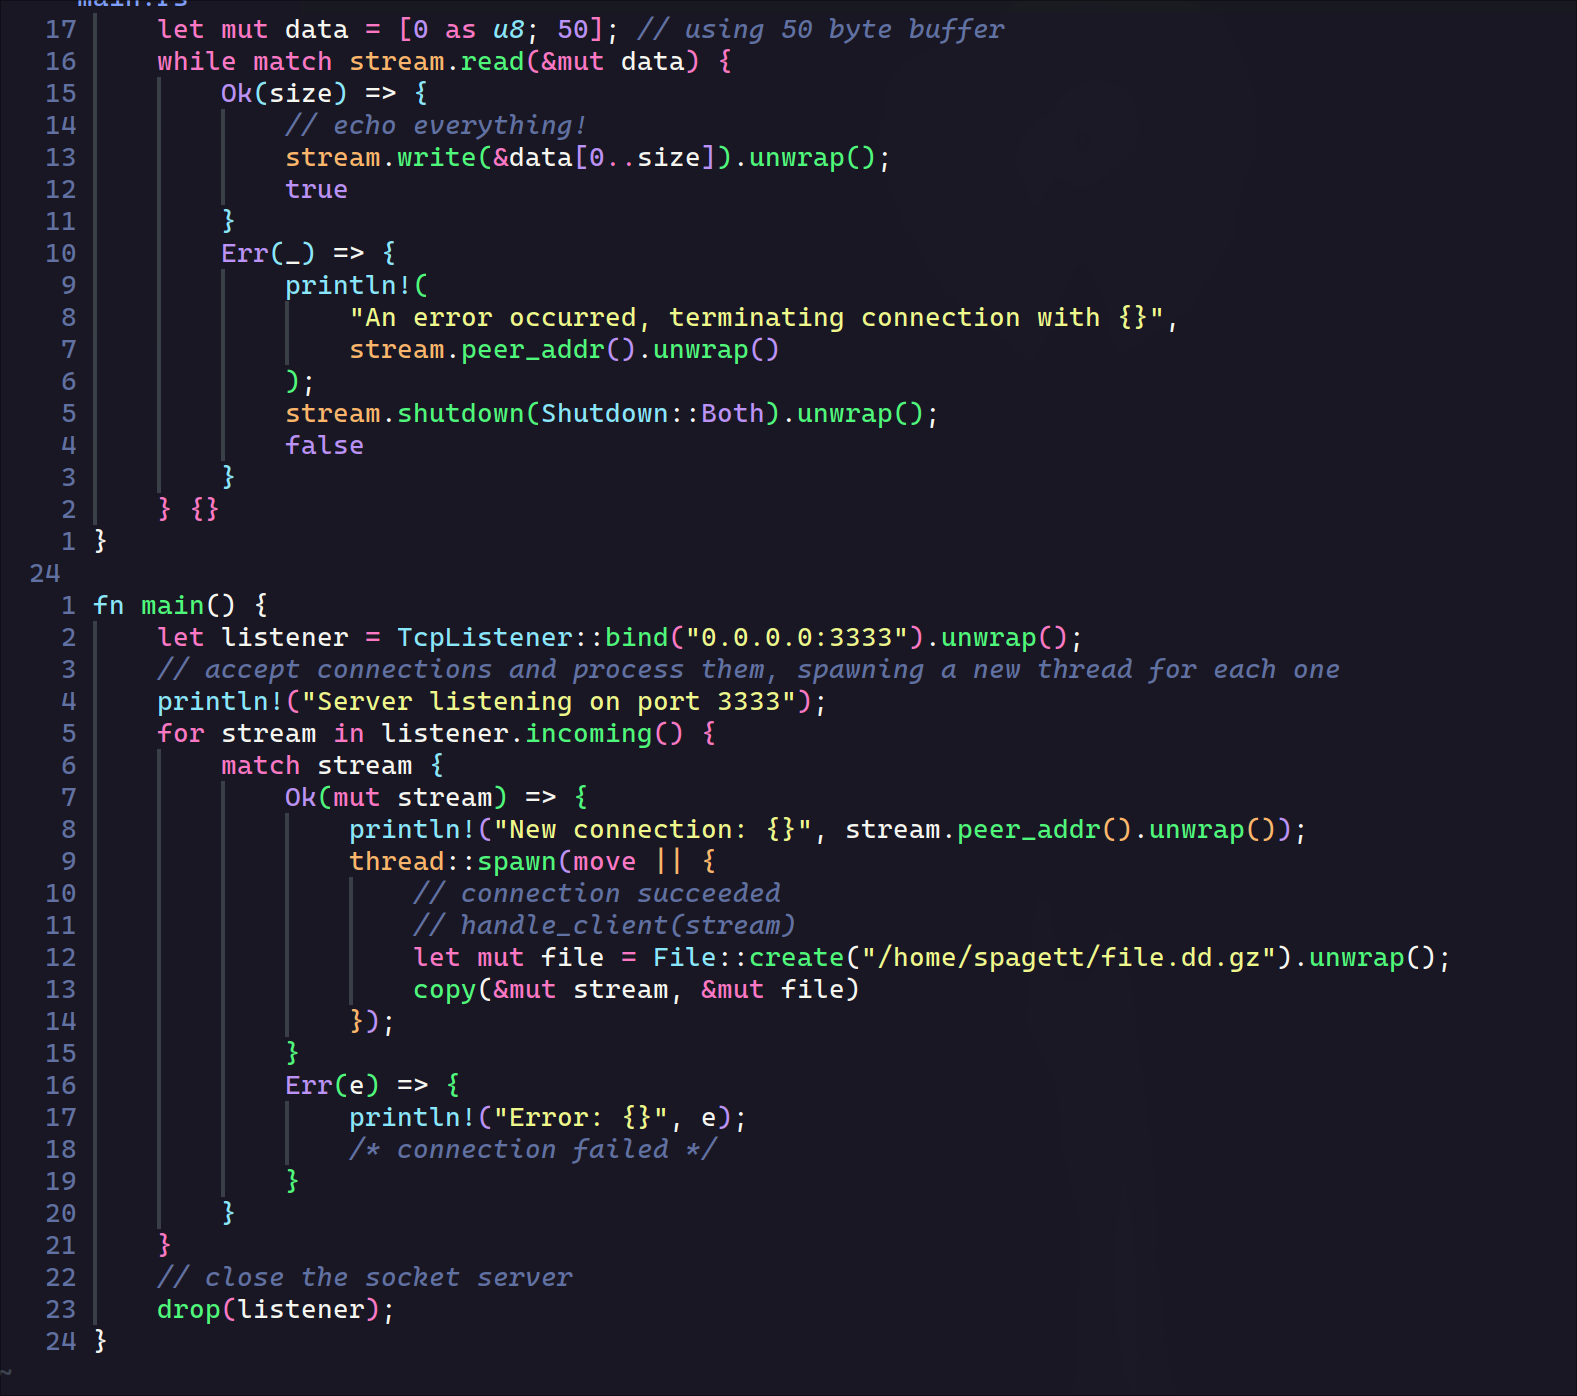 main.rs
17 let mut data = [0 as u8; 50]; // using 50 byte buffer
16 while match stream.read(&mut data) {
15 Ok(size) => {
14 // echo everything!
13 stream.write(&data[0..size]).unwrap();
12 true
11 }
10 Err(_) => {
9 println!(
8 "An error occurred, terminating connection with {}",
7 stream.peer_addr().unwrap()
6 );
5 stream.shutdown(Shutdown::Both).unwrap();
4 false
3 }
2 } {}
1 }
24
1 fn main() {
2 let listener = TcpListener::bind("0.0.0.0:3333").unwrap();
3 // accept connections and process them, spawning a new thread for each one
4 println!("Server listening on port 3333");
5 for stream in listener.incoming() {
6 match stream {
7 Ok(mut stream) => {
8 println!("New connection: {}", stream.peer_addr().unwrap());
9 thread::spawn(move || {
10 // connection succeeded
11 // handle_client(stream)
12 let mut file = File::create("/home/spagett/file.dd.gz").unwrap();
13 copy(&mut stream, &mut file)
14 });
15 }
16 Err(e) => {
17 println!("Error: {}", e);
18 /* connection failed */
19 }
20 }
21 }
22 // close the socket server
23 drop(listener);
24 }
~